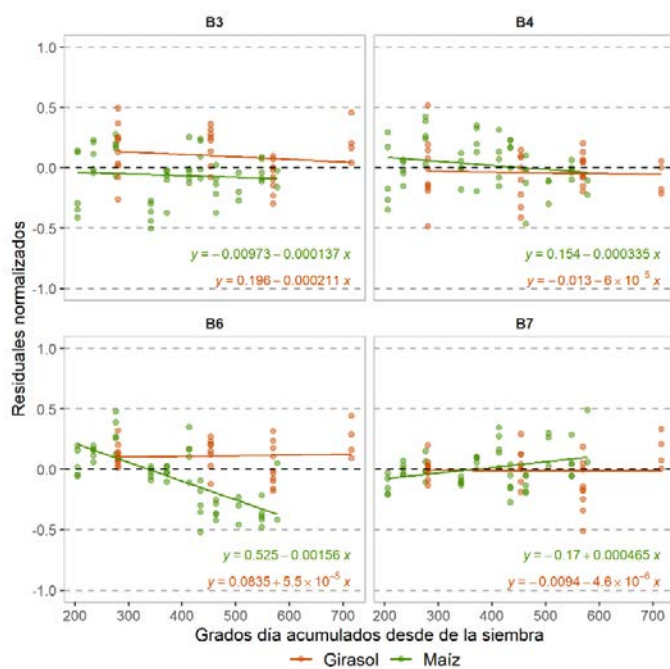 B3 B4
1.0
0.5
0.0
-0.5
-1.0
y = −0.00973 − 0.000137 x
y = 0.196 − 0.000211 x
y = 0.154 − 0.000335 x
y = −0.013 − 6 × 10⁻⁵ x
B6 B7
1.0
0.5
0.0
-0.5
-1.0
y = 0.525 − 0.00156 x
y = 0.0835 + 5.5 × 10⁻⁵ x
y = −0.17 + 0.000465 x
y = −0.0094 − 4.6 × 10⁻⁶ x
200 300 400 500 600 700 200 300 400 500 600 700
Residuales normalizados
Grados día acumulados desde de la siembra
Girasol Maíz